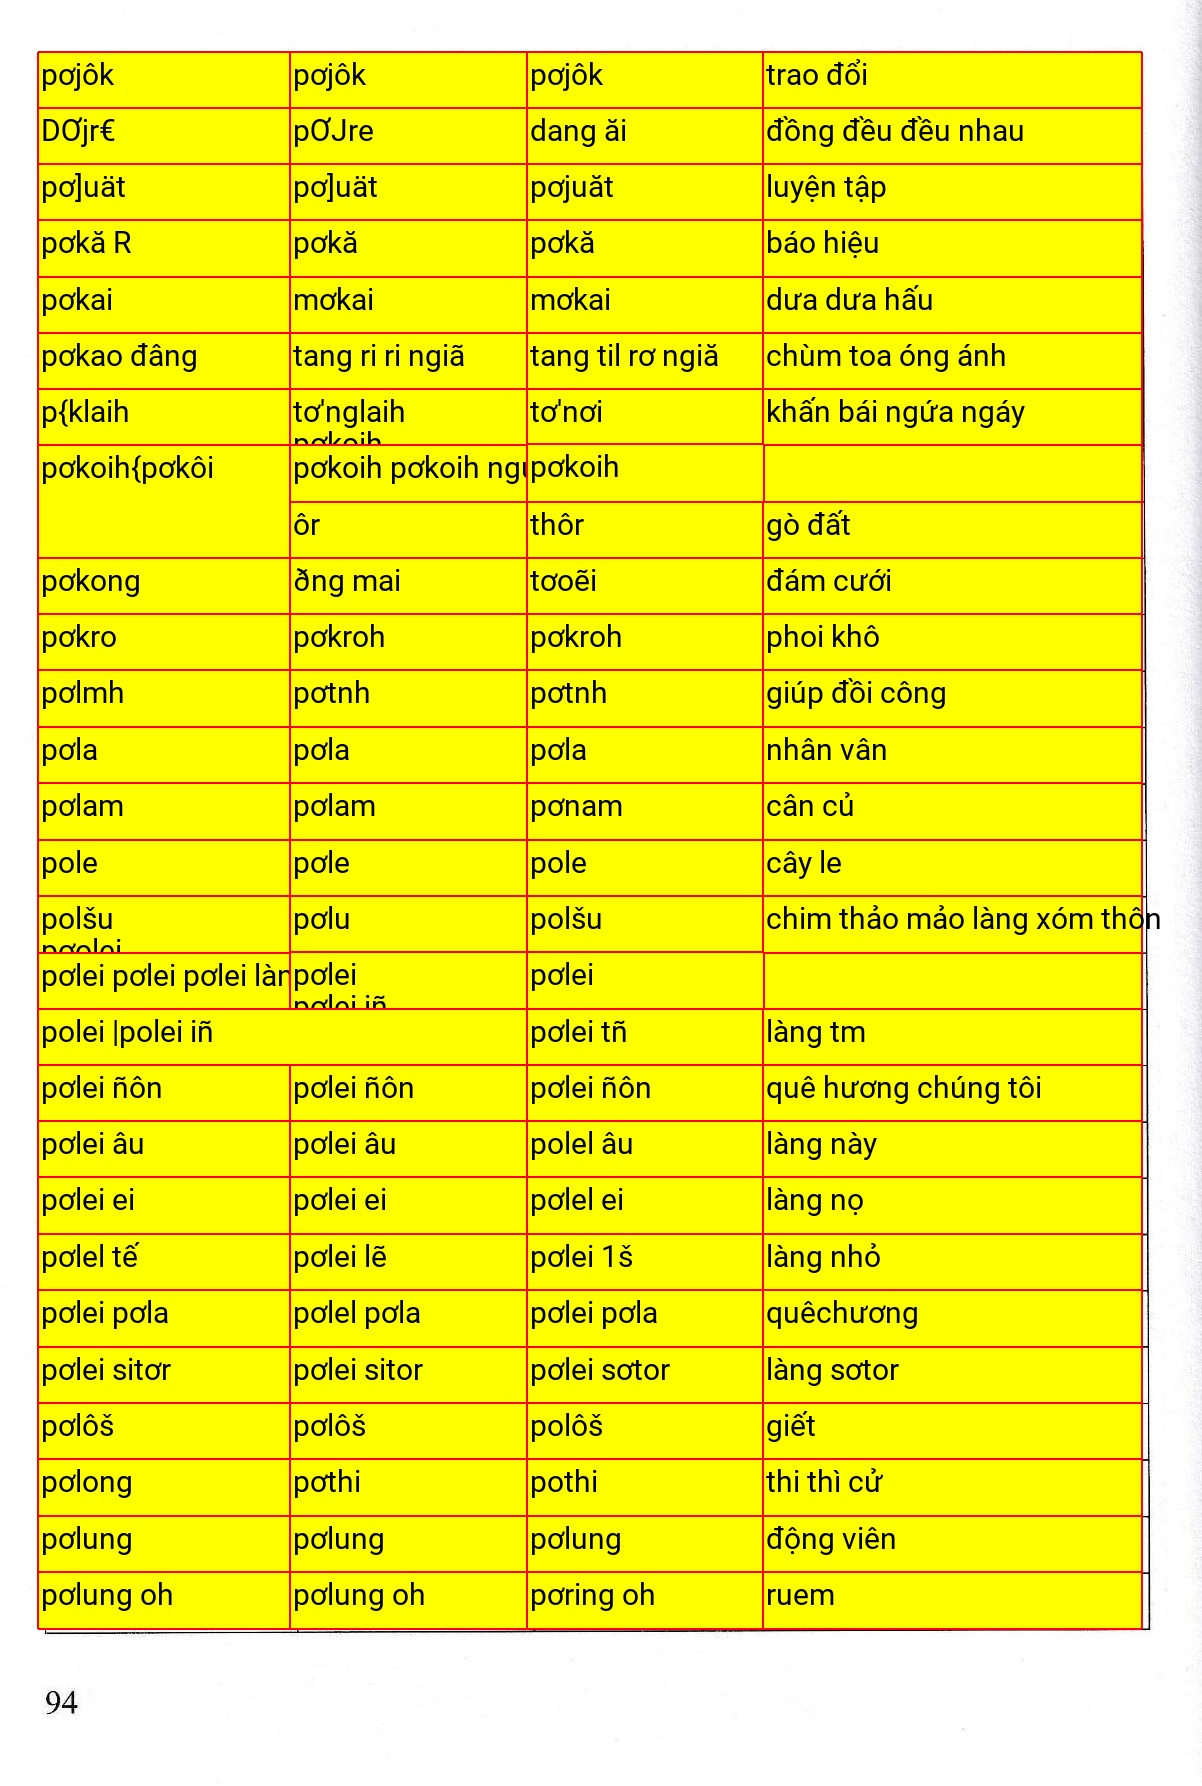 pơjôk pơjôk pơjôk trao đổi
DƠjr€ pƠJre dang ăi đồng đều đều nhau
pơ]uät pơ]uät pơjuăt luyện tập
pơkă R pơkă pơkă báo hiệu
pơkai mơkai mơkai dưa dưa hấu
pơkao đâng tang ri ri ngiã tang til rơ ngiă chùm toa óng ánh
p{klaih tơ'nglaih tơ'nơi khấn bái ngứa ngáy
pơkoih{pơkôi pơkoih pơkoih ngu pơkoih
ôr thôr gò đất
pơkong ðng mai tơoẽi đám cưới
pơkro pơkroh pơkroh phoi khô
pơlmh pơtnh pơtnh giúp đồi công
pơla pơla pơla nhân vân
pơlam pơlam pơnam cân củ
pole pơle pole cây le
polšu pơlu polšu chim thảo mảo làng xóm thôn
pơlei pơlei pơlei làn pơlei pơlei
polei |polei iñ pơlei tñ làng tm
pơlei ñôn pơlei ñôn pơlei ñôn quê hương chúng tôi
pơlei âu pơlei âu polel âu làng này
pơlei ei pơlei ei pơlel ei làng nọ
pơlel tế pơlei lẽ pơlei 1š làng nhỏ
pơlei pơla pơlel pơla pơlei pơla quêchương
pơlei sitơr pơlei sitor pơlei sơtor làng sơtor
pơlôš pơlôš polôš giết
pơlong pơthi pothi thi thì cử
pơlung pơlung pơlung động viên
pơlung oh pơlung oh pơring oh ruem
94